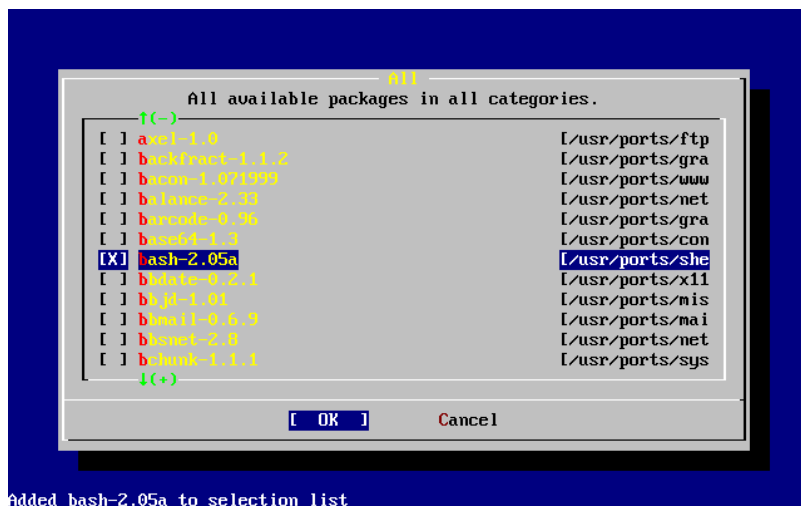 All
All available packages in all categories.
↑(-)
[ ] axel-1.0 [/usr/ports/ftp
[ ] backfract-1.1.2 [/usr/ports/gra
[ ] bacon-1.071999 [/usr/ports/www
[ ] balance-2.33 [/usr/ports/net
[ ] barcode-0.96 [/usr/ports/gra
[ ] base64-1.3 [/usr/ports/con
[X] bash-2.05a [/usr/ports/she
[ ] bbdate-0.2.1 [/usr/ports/x11
[ ] bbjd-1.01 [/usr/ports/mis
[ ] bbmail-0.6.9 [/usr/ports/mai
[ ] bbsnet-2.8 [/usr/ports/net
[ ] bchunk-1.1.1 [/usr/ports/sys
↓(+)
[ OK ] Cancel
Added bash-2.05a to selection list